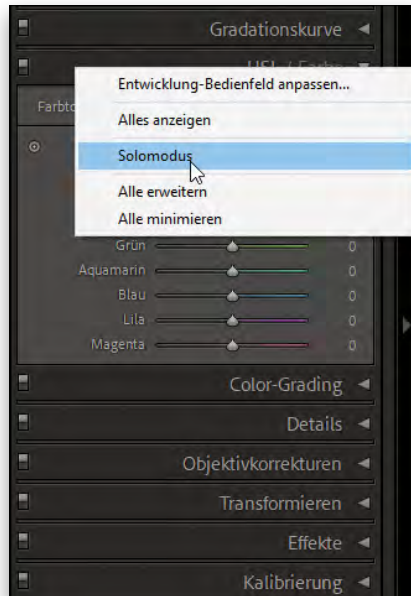 Gradationskurve
Entwicklung-Bedienfeld anpassen...
Alles anzeigen
Solomodus
Alle erweitern
Alle minimieren
Grün 0
Aquamarin 0
Blau 0
Lila 0
Magenta 0
Color-Grading
Details
Objektivkorrekturen
Transformieren
Effekte
Kalibrierung